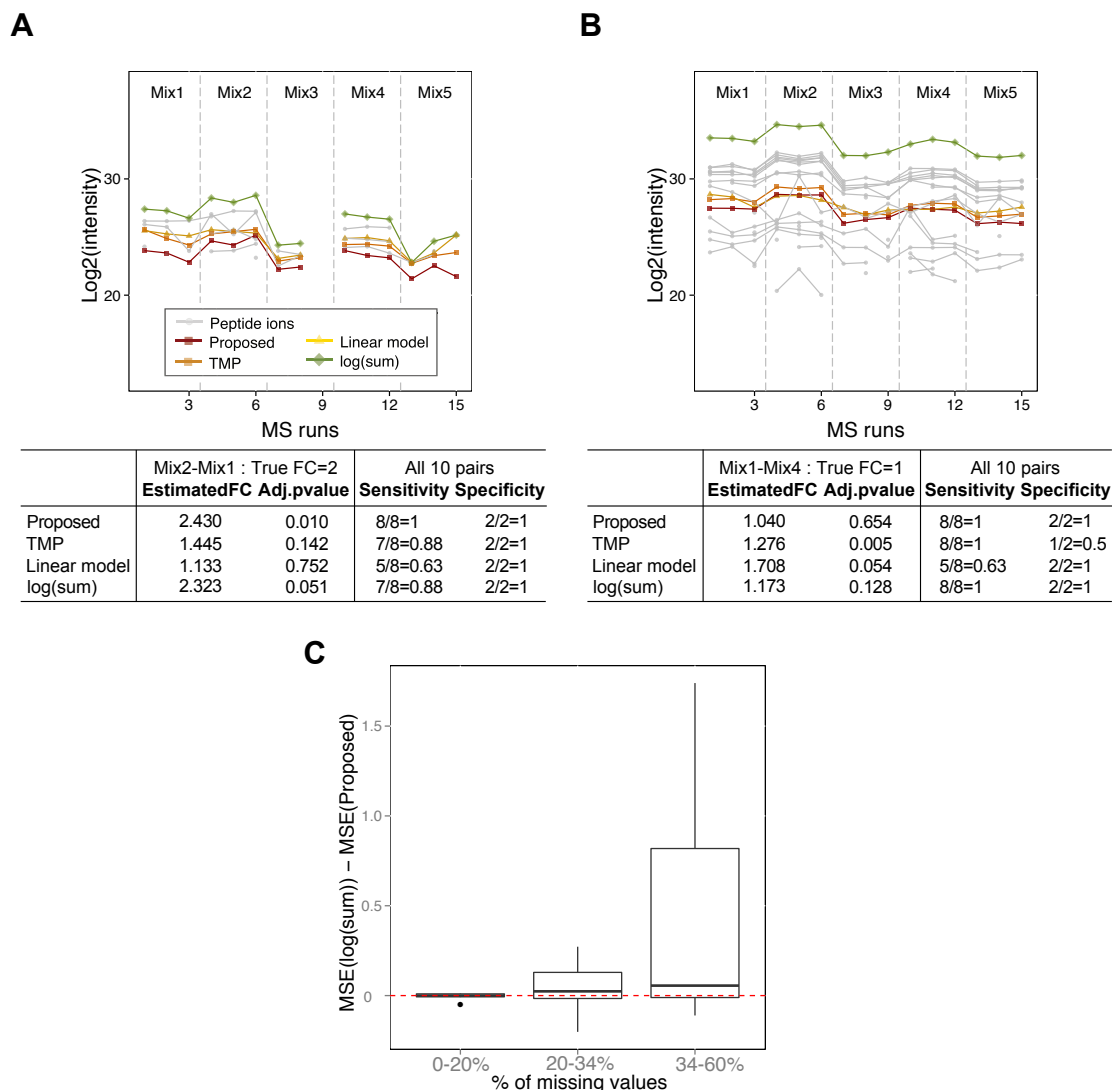 A
B
Mix1 Mix2 Mix3 Mix4 Mix5
Mix1 Mix2 Mix3 Mix4 Mix5
Log2(intensity)
30
20
Peptide ions
Proposed
Linear model
TMP
log(sum)
3 6 9 12 15
MS runs
Log2(intensity)
30
20
3 6 9 12 15
MS runs
Mix2-Mix1 : True FC=2 All 10 pairs
EstimatedFC Adj.pvalue Sensitivity Specificity
Proposed 2.430 0.010 8/8=1 2/2=1
TMP 1.445 0.142 7/8=0.88 2/2=1
Linear model 1.133 0.752 5/8=0.63 2/2=1
log(sum) 2.323 0.051 7/8=0.88 2/2=1
Mix1-Mix4 : True FC=1 All 10 pairs
EstimatedFC Adj.pvalue Sensitivity Specificity
Proposed 1.040 0.654 8/8=1 2/2=1
TMP 1.276 0.005 8/8=1 1/2=0.5
Linear model 1.708 0.054 5/8=0.63 2/2=1
log(sum) 1.173 0.128 8/8=1 2/2=1
C
MSE(log(sum)) − MSE(Proposed)
1.5
1.0
0.5
0
0-20% 20-34% 34-60%
% of missing values